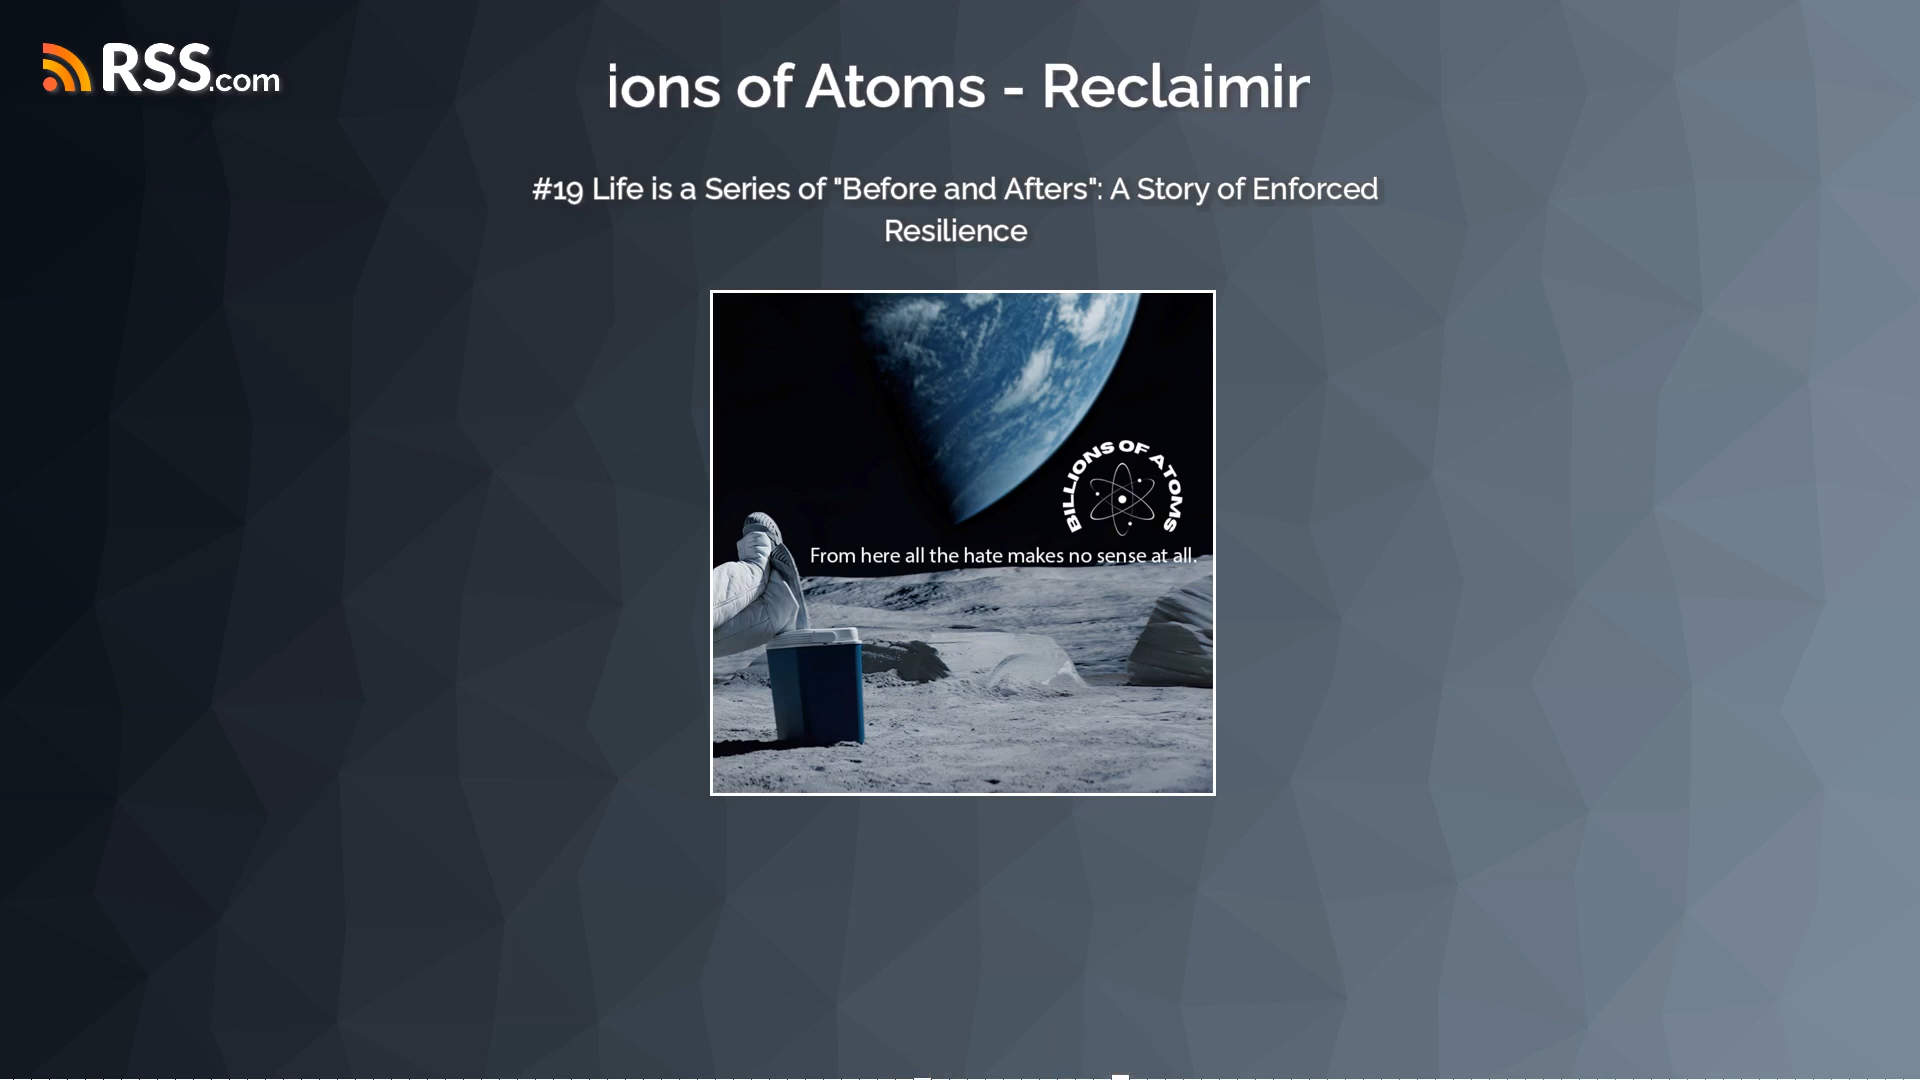 RSS.com
ions of Atoms - Reclaimin
#19 Life is a Series of "Before and Afters": A Story of Enforced
Resilience
BILLIONS OF ATOMS
From here all the hate makes no sense at all.